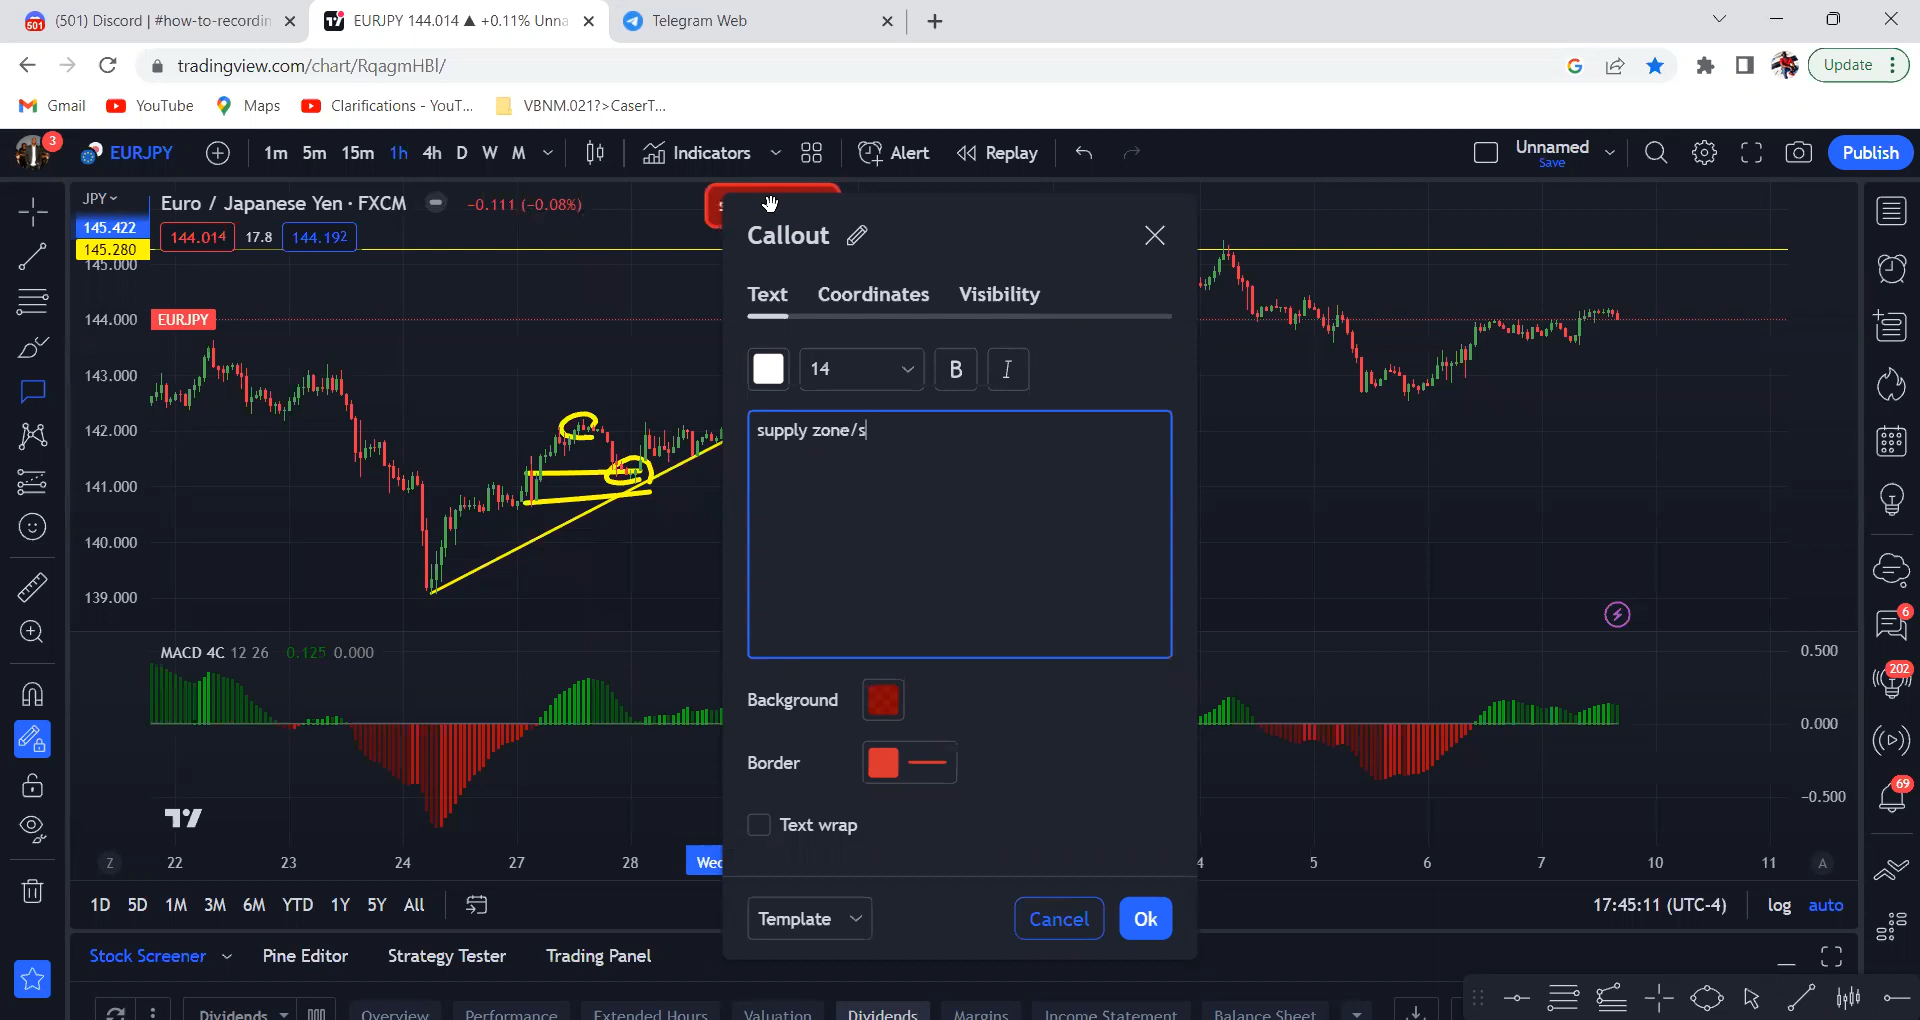 (501) Discord | #how-to-recordin
EURJPY 144.014 ▲ +0.11% Unna
Telegram Web
tradingview.com/chart/RqagmHBl/
Update
Gmail
YouTube
Maps
Clarifications - YouT...
VBNM.021?>CaserT...
3
EURJPY
1m 5m 15m 1h 4h D W M
Indicators
Alert
Replay
Unnamed
Save
Publish
JPY
Euro / Japanese Yen · FXCM
-0.111 (-0.08%)
145.422
144.014 17.8 144.192
145.280
145.000
144.000
EURJPY
143.000
142.000
141.000
140.000
139.000
Callout
Text Coordinates Visibility
14
B
I
supply zone/s
Background
Border
Text wrap
Template
Cancel
Ok
MACD 4C 12 26 0.125 0.000
0.500
0.000
-0.500
6
202
69
Z
22 23 24 27 28 Wed 4 5 6 7 10 11
A
1D 5D 1M 3M 6M YTD 1Y 5Y All
17:45:11 (UTC-4)
log
auto
Stock Screener
Pine Editor
Strategy Tester
Trading Panel
Dividends
Overview Performance Extended Hours Valuation Dividends Margins Income Statement Balance Sheet